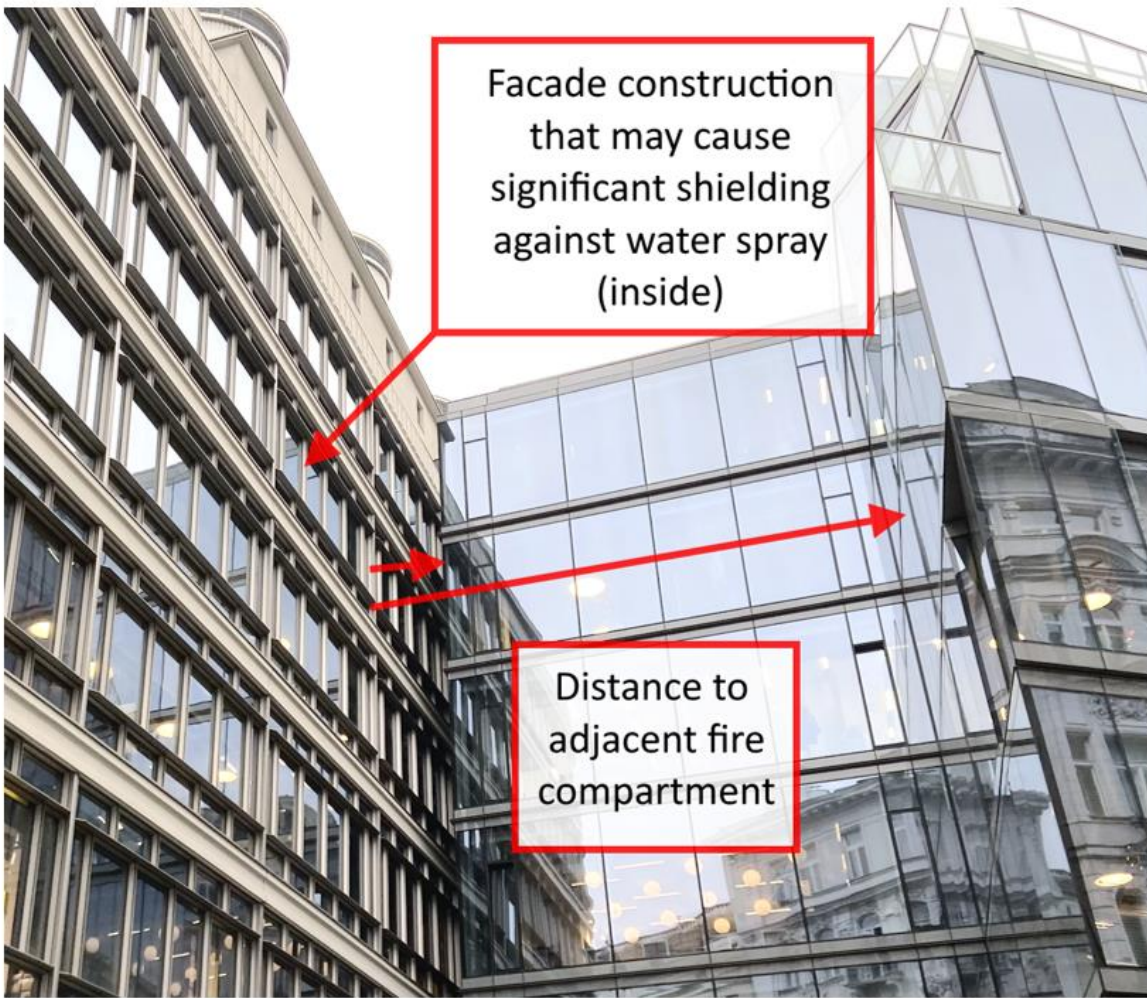 Facade construction
that may cause
significant shielding
against water spray
(inside)
Distance to
adjacent fire
compartment